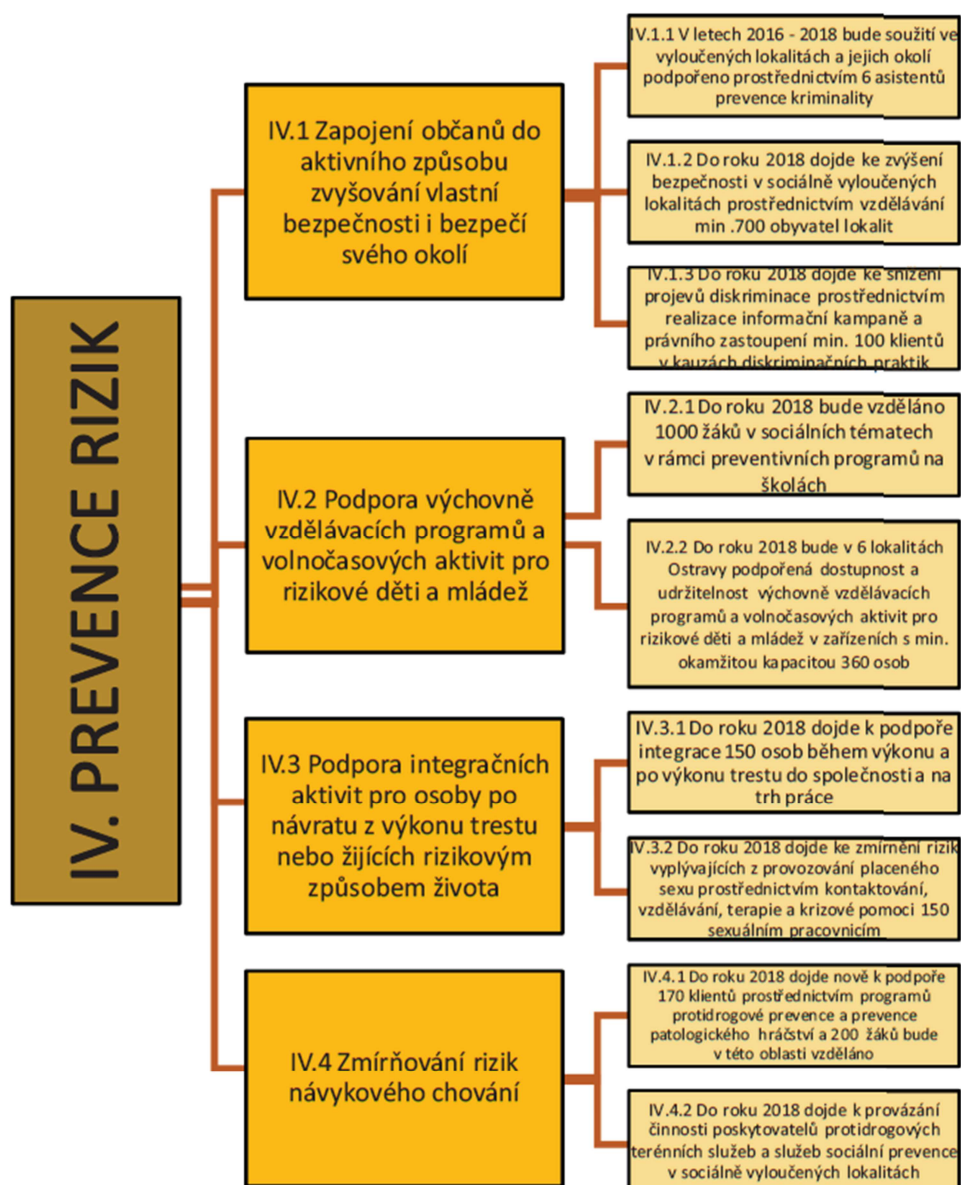 IV. PREVENCE RIZIK
IV.1 Zapojení občanů do
aktivního způsobu
zvyšování vlastní
bezpečnosti i bezpečí
svého okolí
IV.1.1 V letech 2016 - 2018 bude soužití ve
vyloučených lokalitách a jejich okolí
podpořeno prostřednictvím 6 asistentů
prevence kriminality
IV.1.2 Do roku 2018 dojde ke zvýšení
bezpečnosti v sociálně vyloučených
lokalitách prostřednictvím vzdělávání
min .700 obyvatel lokalit
IV.1.3 Do roku 2018 dojde ke snížení
projevů diskriminace prostřednictvím
realizace informační kampaně a
právního zastoupení min. 100 klientů
v kauzách diskriminačních praktik
IV.2 Podpora výchovně
vzdělávacích programů a
volnočasových aktivit pro
rizikové děti a mládež
IV.2.1 Do roku 2018 bude vzděláno
1000 žáků v sociálních tématech
v rámci preventivních programů na
školách
IV.2.2 Do roku 2018 bude v 6 lokalitách
Ostravy podpořená dostupnost a
udržitelnost výchovně vzdělávacích
programů a volnočasových aktivit pro
rizikové děti a mládež v zařízeních s min.
okamžitou kapacitou 360 osob
IV.3 Podpora integračních
aktivit pro osoby po
návratu z výkonu trestu
nebo žijících rizikovým
způsobem života
IV.3.1 Do roku 2018 dojde k podpoře
integrace 150 osob během výkonu a
po výkonu trestu do společnosti a na
trh práce
IV.3.2 Do roku 2018 dojde ke zmírnění rizik
vyplývajících z provozování placeného
sexu prostřednictvím kontaktování,
vzdělávání, terapie a krizové pomoci 150
sexuálním pracovnicím
IV.4 Zmírňování rizik
návykového chování
IV.4.1 Do roku 2018 dojde nově k podpoře
170 klientů prostřednictvím programů
protidrogové prevence a prevence
patologického hráčství a 200 žáků bude
v této oblasti vzděláno
IV.4.2 Do roku 2018 dojde k provázání
činnosti poskytovatelů protidrogových
terénních služeb a služeb sociální prevence
v sociálně vyloučených lokalitách